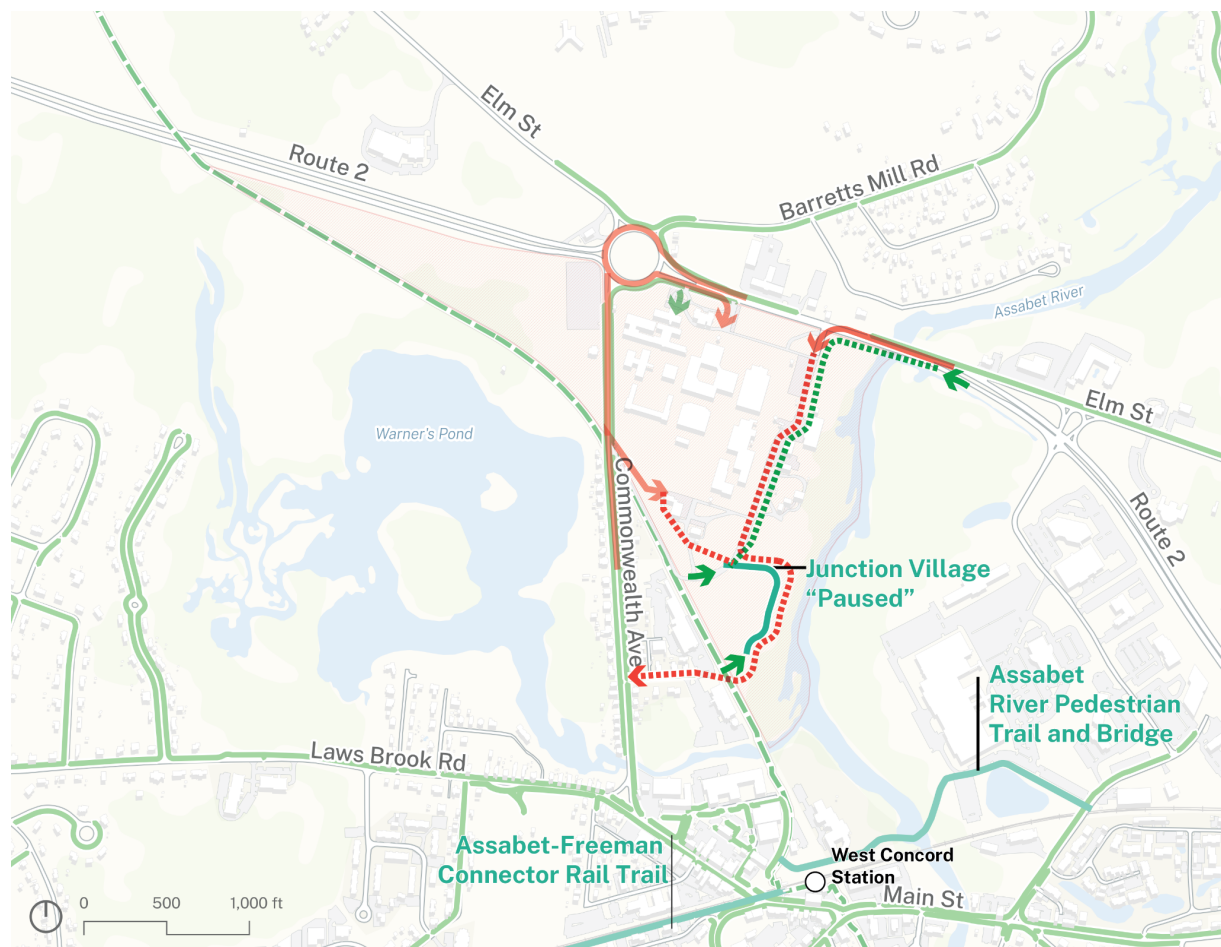 Elm St
Route 2
Barretts Mill Rd
Assabet River
Elm St
Warner's Pond
Commonwealth Ave
Route 2
Junction Village
“Paused”
Assabet
River Pedestrian
Trail and Bridge
Laws Brook Rd
Assabet-Freeman
Connector Rail Trail
West Concord
Station
Main St
0 500 1,000 ft